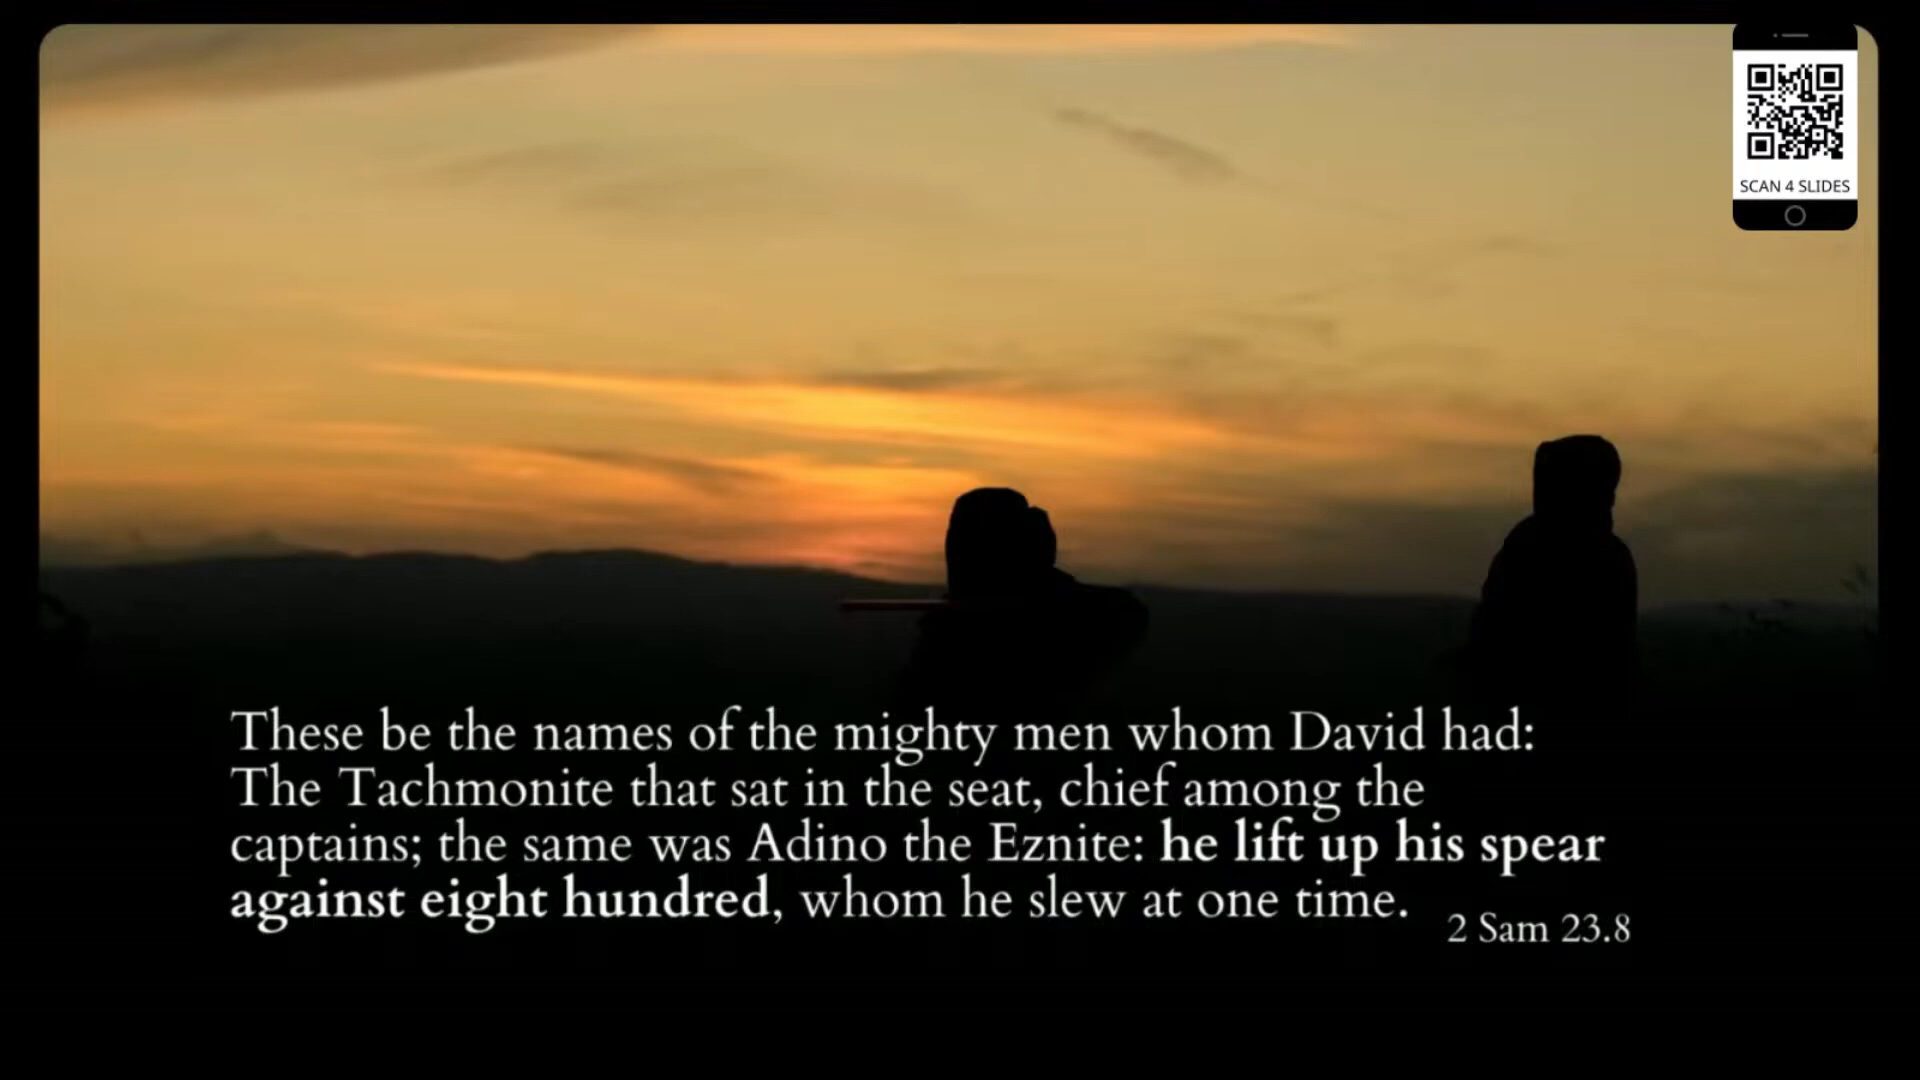 SCAN 4 SLIDES
These be the names of the mighty men whom David had:
The Tachmonite that sat in the seat, chief among the
captains; the same was Adino the Eznite: he lift up his spear
against eight hundred, whom he slew at one time.
2 Sam 23.8